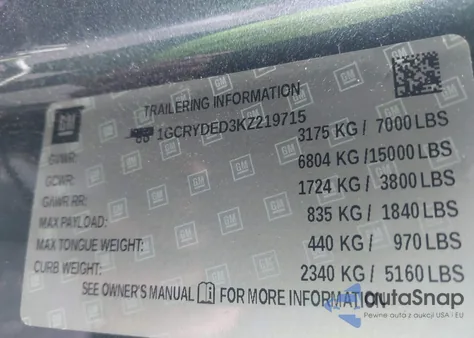 GM
TRAILERING INFORMATION
1GCRYDED3KZ219715
GVWR: 3175 KG / 7000 LBS
GCWR: 6804 KG / 15000 LBS
GAWR RR: 1724 KG / 3800 LBS
MAX PAYLOAD: 835 KG / 1840 LBS
MAX TONGUE WEIGHT: 440 KG / 970 LBS
CURB WEIGHT: 2340 KG / 5160 LBS
SEE OWNER'S MANUAL FOR MORE INFORMATION
autaSnap
Pewne auta z aukcji USA i EU